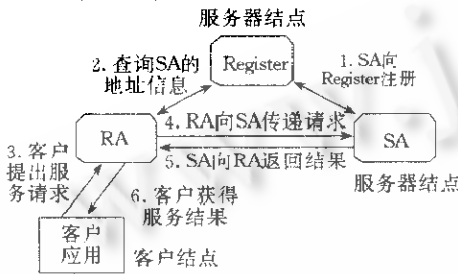 服务器结点
Register
2. 查询SA的
地址信息
1. SA向
Register注册
4. RA向SA传递请求
RA
SA
5. SA向RA返回结果
3. 客户
提出服
务请求
服务器结点
6. 客户获得
服务结果
客户
应用
客户结点